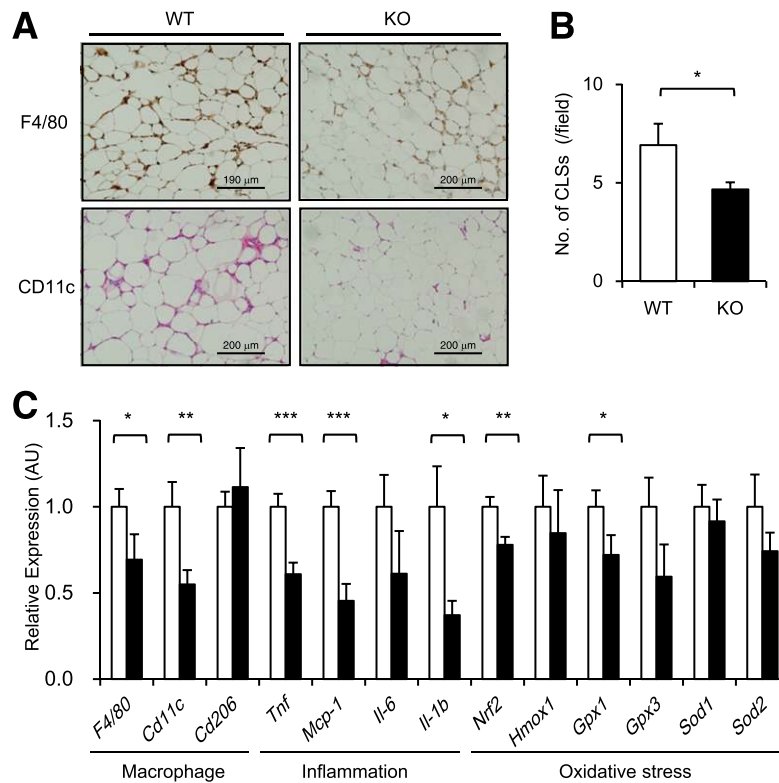 A
WT
KO
F4/80
190 µm
200 µm
CD11c
200 µm
200 µm
B
No. of CLSs (/field)
10
5
0
*
WT
KO
C
Relative Expression (AU)
1.5
1.0
0.5
0.0
* ** *** *** * ** *
F4/80 Cd11c Cd206 Tnf Mcp-1 Il-6 Il-1b Nrf2 Hmox1 Gpx1 Gpx3 Sod1 Sod2
Macrophage Inflammation Oxidative stress